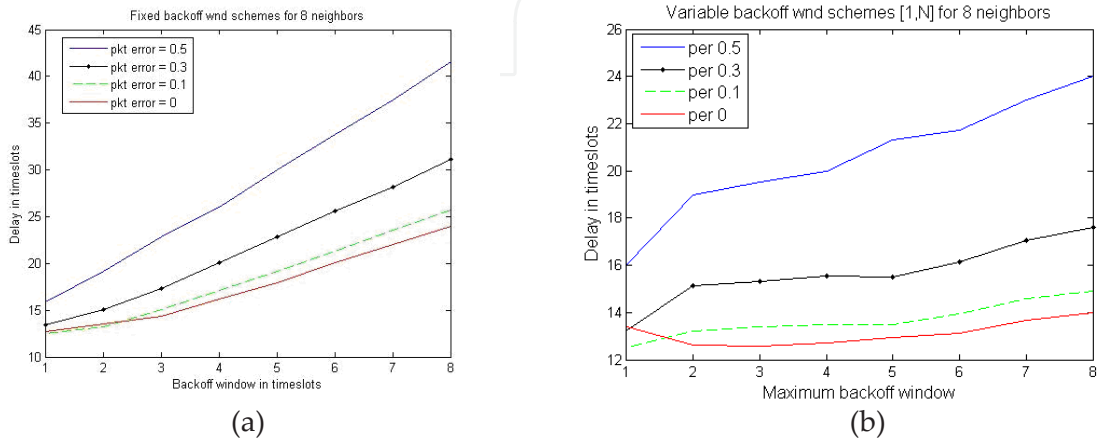 Fixed backoff wnd schemes for 8 neighbors
45
40
35
30
25
20
15
10
Delay in timeslots
pkt error = 0.5
pkt error = 0.3
pkt error = 0.1
pkt error = 0
1 2 3 4 5 6 7 8
Backoff window in timeslots
(a)
Variable backoff wnd schemes [1,N] for 8 neighbors
26
24
22
20
18
16
14
12
Delay in timeslots
per 0.5
per 0.3
per 0.1
per 0
1 2 3 4 5 6 7 8
Maximum backoff window
(b)